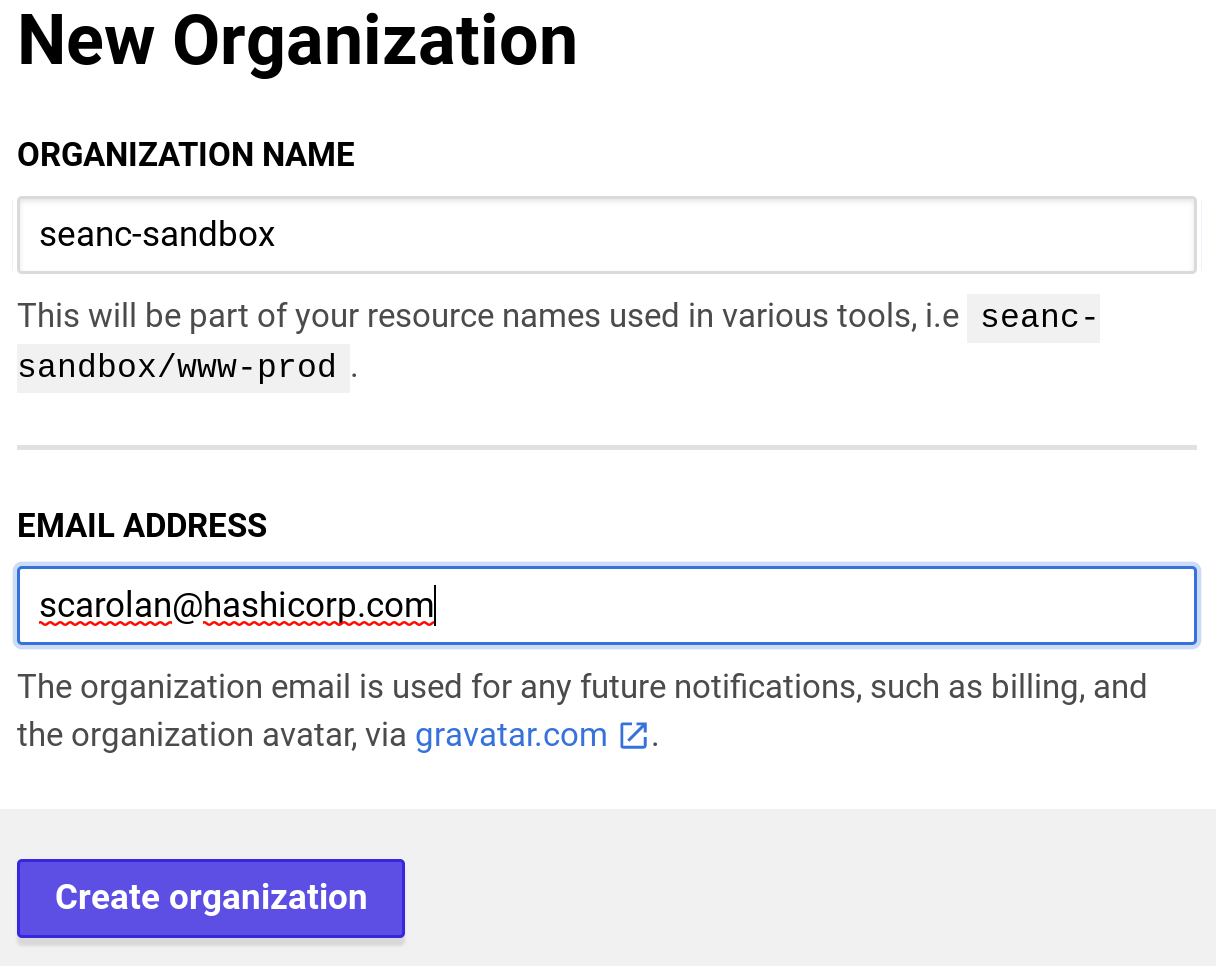 New Organization
ORGANIZATION NAME
seanc-sandbox
This will be part of your resource names used in various tools, i.e seanc-
sandbox/www-prod .
EMAIL ADDRESS
scarolan@hashicorp.com
The organization email is used for any future notifications, such as billing, and
the organization avatar, via gravatar.com .
Create organization